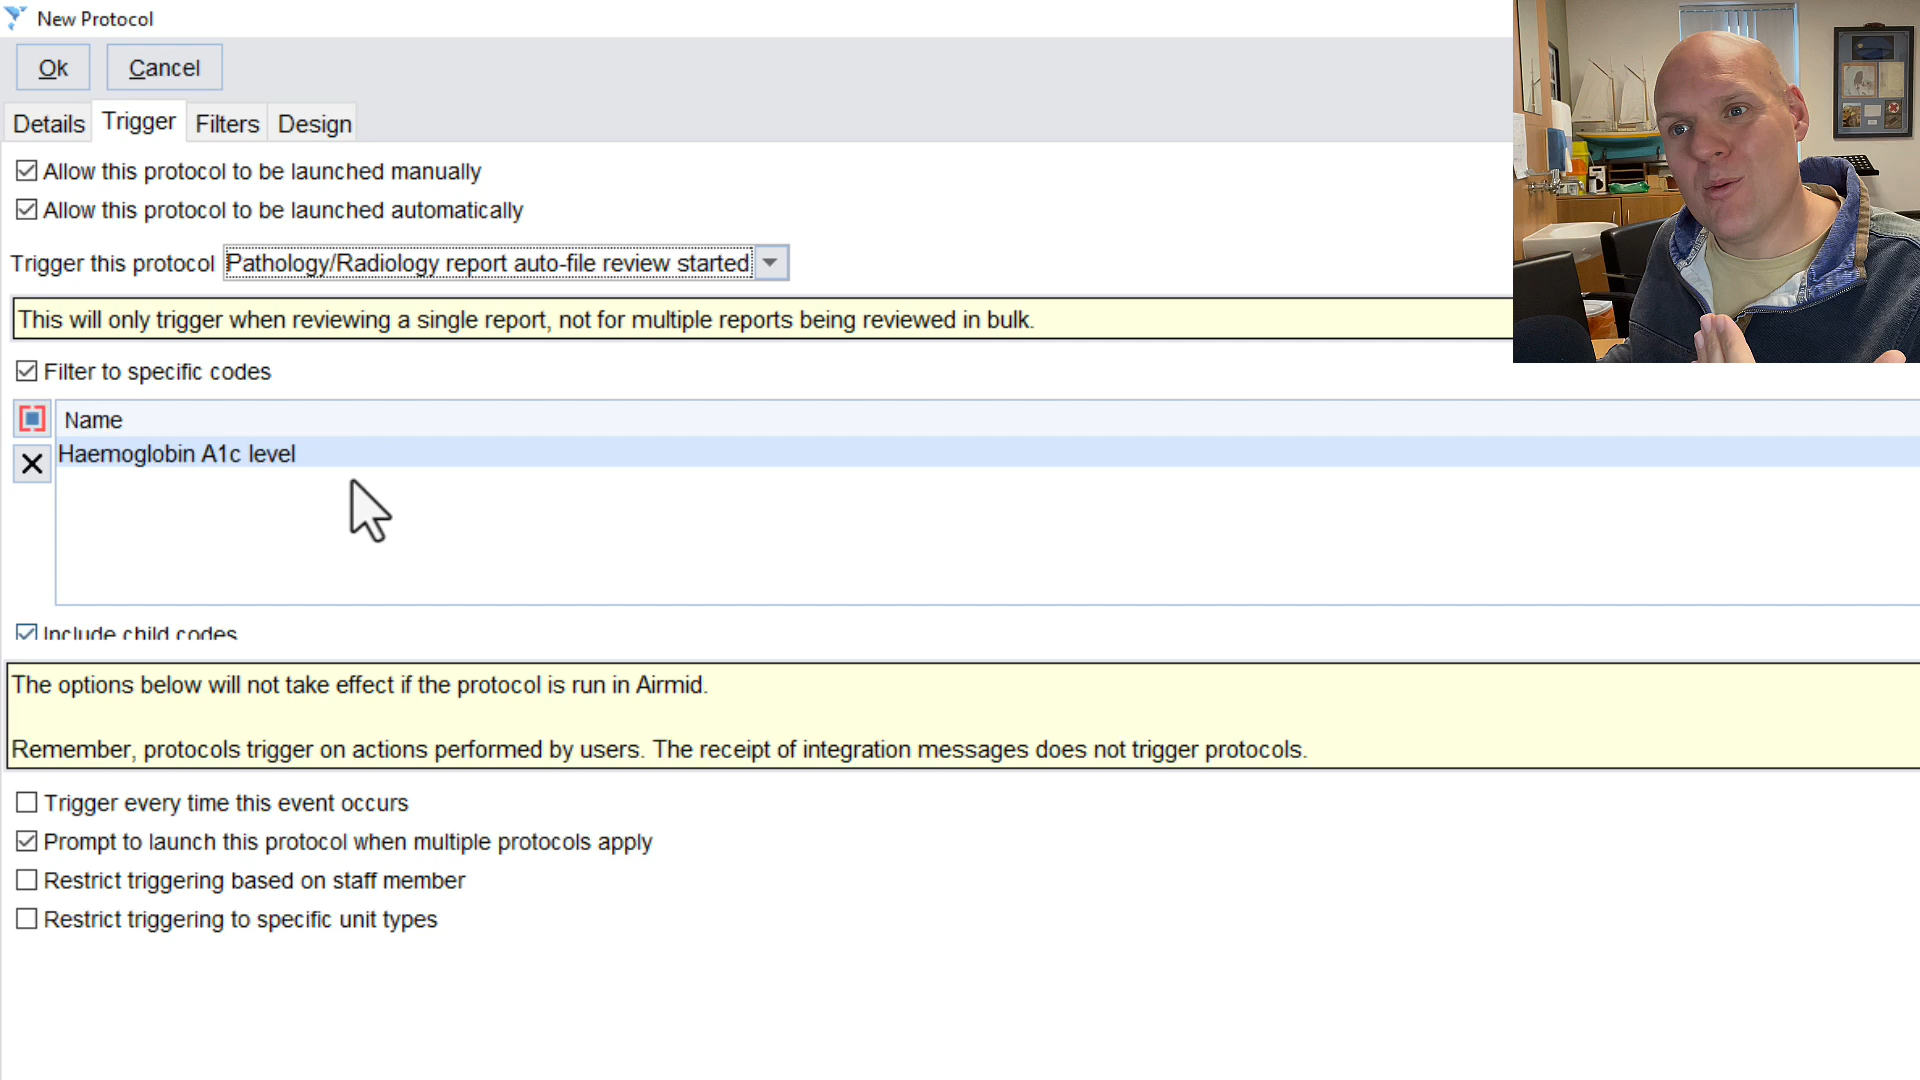 New Protocol
Ok
Cancel
Details
Trigger
Filters
Design
Allow this protocol to be launched manually
Allow this protocol to be launched automatically
Trigger this protocol Pathology/Radiology report auto-file review started
This will only trigger when reviewing a single report, not for multiple reports being reviewed in bulk.
Filter to specific codes
Name
Haemoglobin A1c level
Include child codes
The options below will not take effect if the protocol is run in Airmid.
Remember, protocols trigger on actions performed by users. The receipt of integration messages does not trigger protocols.
Trigger every time this event occurs
Prompt to launch this protocol when multiple protocols apply
Restrict triggering based on staff member
Restrict triggering to specific unit types